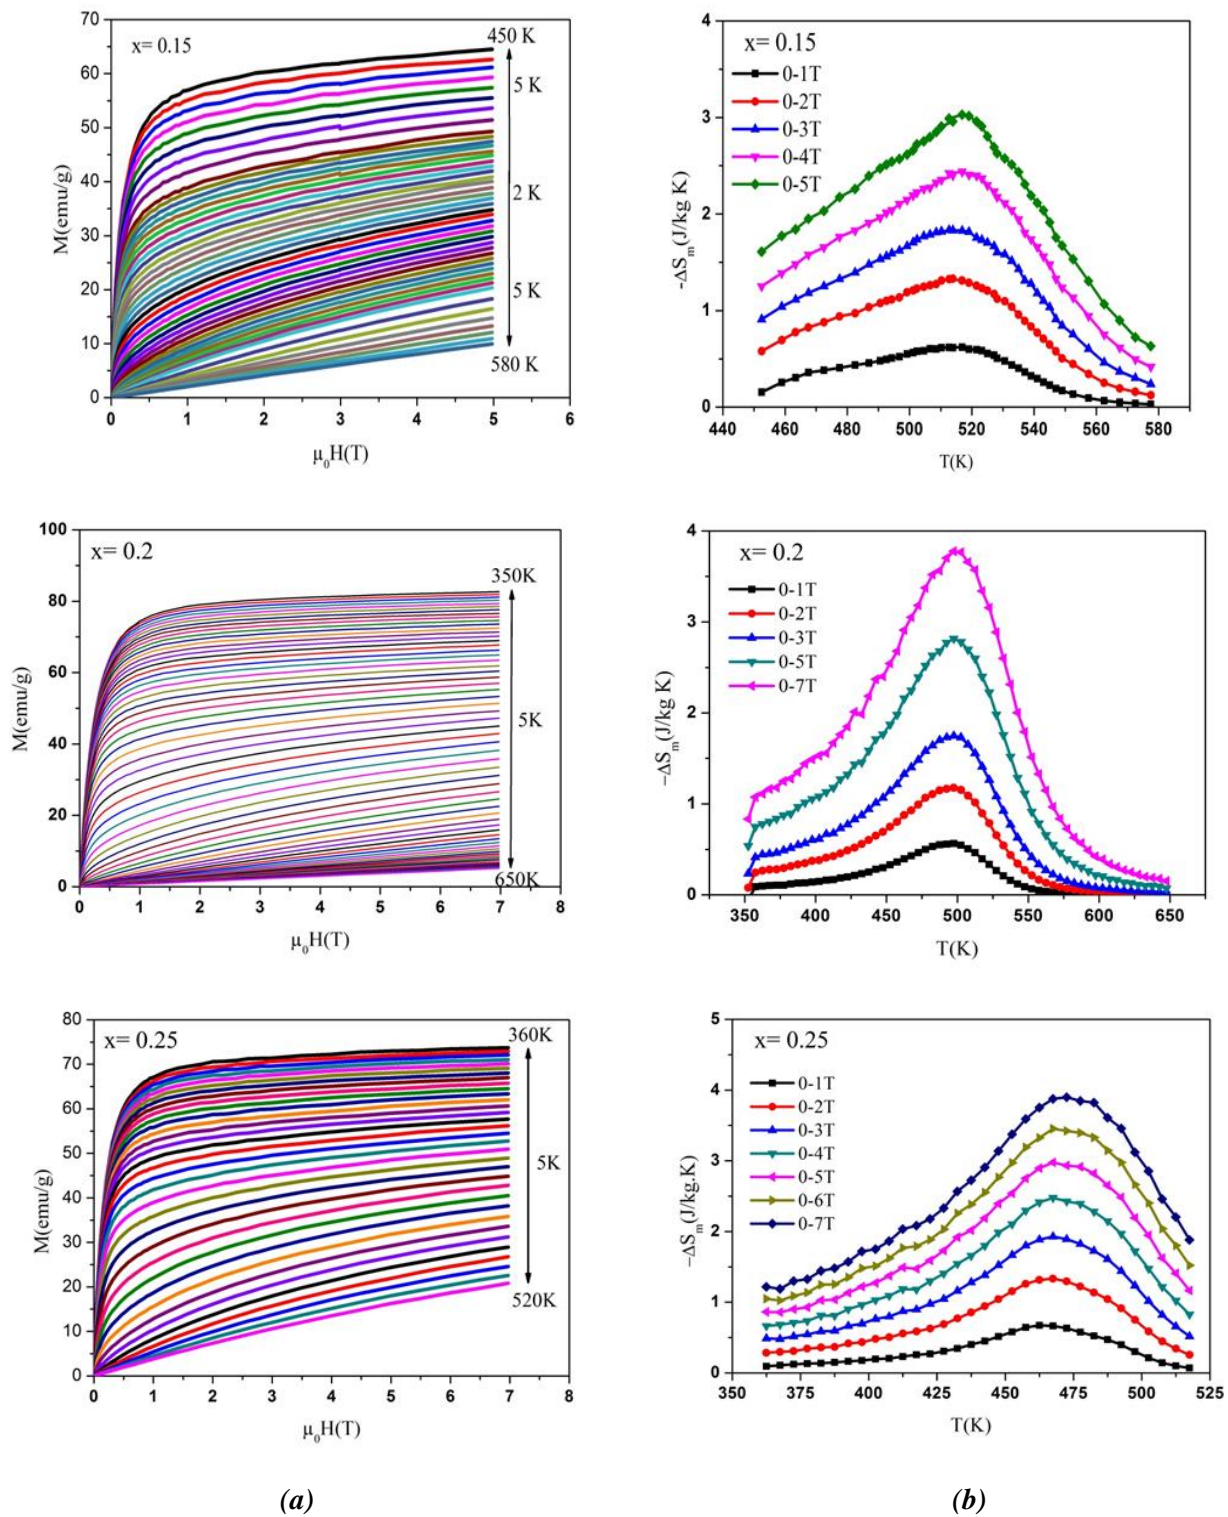 x= 0.15
450 K
5 K
2 K
5 K
580 K
M(emu/g)
0 10 20 30 40 50 60 70
0 1 2 3 4 5 6
μ₀H(T)
x= 0.15
0-1T
0-2T
0-3T
0-4T
0-5T
-ΔSₘ(J/kg K)
0 1 2 3 4
440 460 480 500 520 540 560 580
T(K)
x= 0.2
350K
5K
650K
M(emu/g)
0 20 40 60 80 100
0 1 2 3 4 5 6 7 8
μ₀H(T)
x= 0.2
0-1T
0-2T
0-3T
0-5T
0-7T
−ΔSₘ(J/kg K)
0 1 2 3 4
350 400 450 500 550 600 650
T(K)
x= 0.25
360K
5K
520K
M(emu/g)
0 10 20 30 40 50 60 70 80
0 1 2 3 4 5 6 7 8
μ₀H(T)
x= 0.25
0-1T
0-2T
0-3T
0-4T
0-5T
0-6T
0-7T
−ΔSₘ(J/kg.K)
0 1 2 3 4 5
350 375 400 425 450 475 500 525
T(K)
(a)
(b)